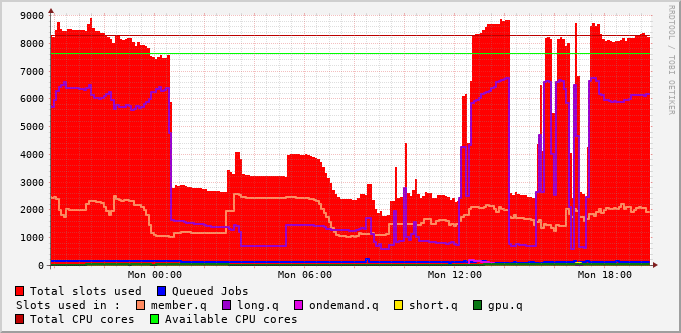 9000
8000
7000
6000
5000
4000
3000
2000
1000
0
Mon 00:00 Mon 06:00 Mon 12:00 Mon 18:00
RRDTOOL / TOBI OETIKER
Total slots used Queued Jobs
Slots used in : member.q long.q ondemand.q short.q gpu.q
Total CPU cores Available CPU cores